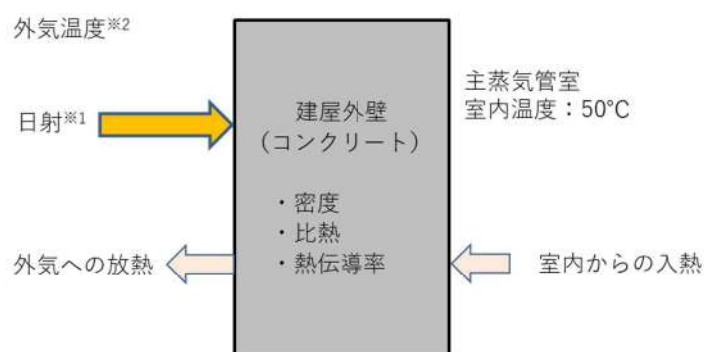 外気温度※2
主蒸気管室
室内温度：50℃
日射※1
建屋外壁
（コンクリート）
・密度
・比熱
・熱伝導率
外気への放熱
室内からの入熱